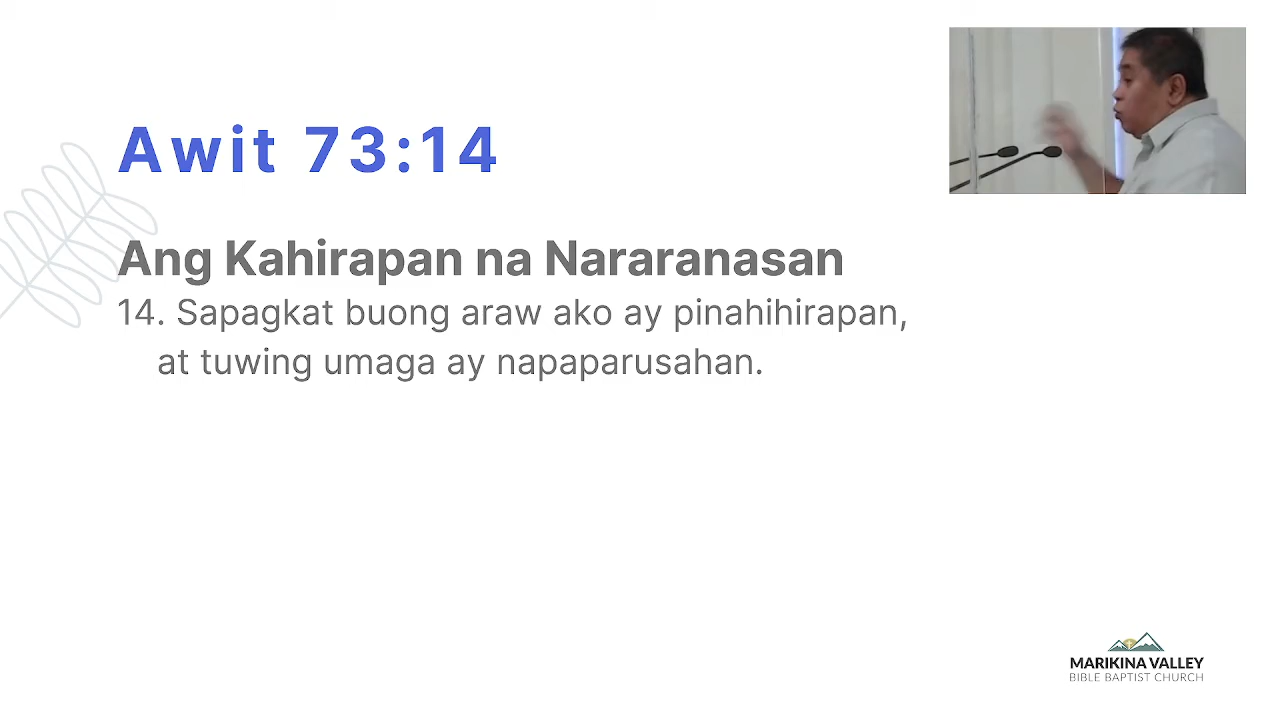 Awit 73:14
Ang Kahirapan na Nararanasan
14. Sapagkat buong araw ako ay pinahihirapan,
at tuwing umaga ay napaparusahan.
MARIKINA VALLEY
BIBLE BAPTIST CHURCH